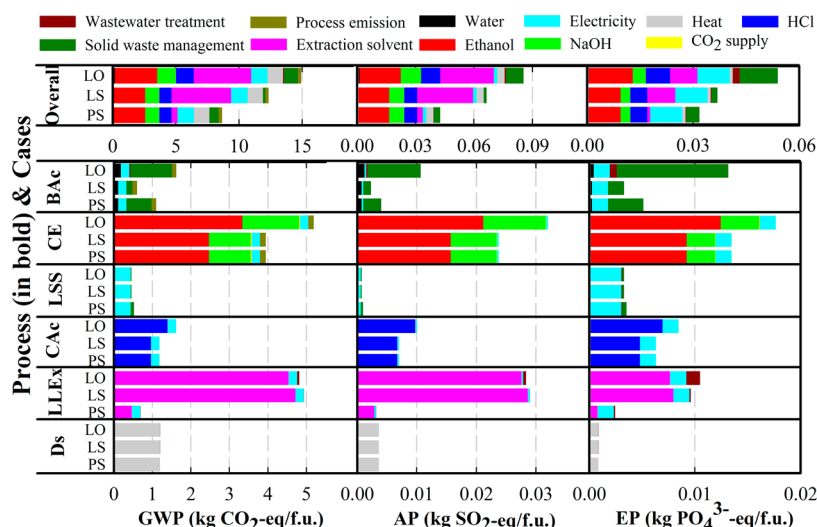 Wastewater treatment Process emission Water Electricity Heat HCl
Solid waste management Extraction solvent Ethanol NaOH CO2 supply
Process (in bold) & Cases
Overall
LO
LS
PS
0 5 10 15 0.00 0.03 0.06 0.09 0.00 0.03 0.06
BAc
LO
LS
PS
CE
LO
LS
PS
LSS
LO
LS
PS
CAc
LO
LS
PS
LLEx
LO
LS
PS
Ds
LO
LS
PS
0 1 2 3 4 5 0.00 0.01 0.02 0.03 0.00 0.01 0.02
GWP (kg CO2-eq/f.u.) AP (kg SO2-eq/f.u.) EP (kg PO4^3–-eq/f.u.)